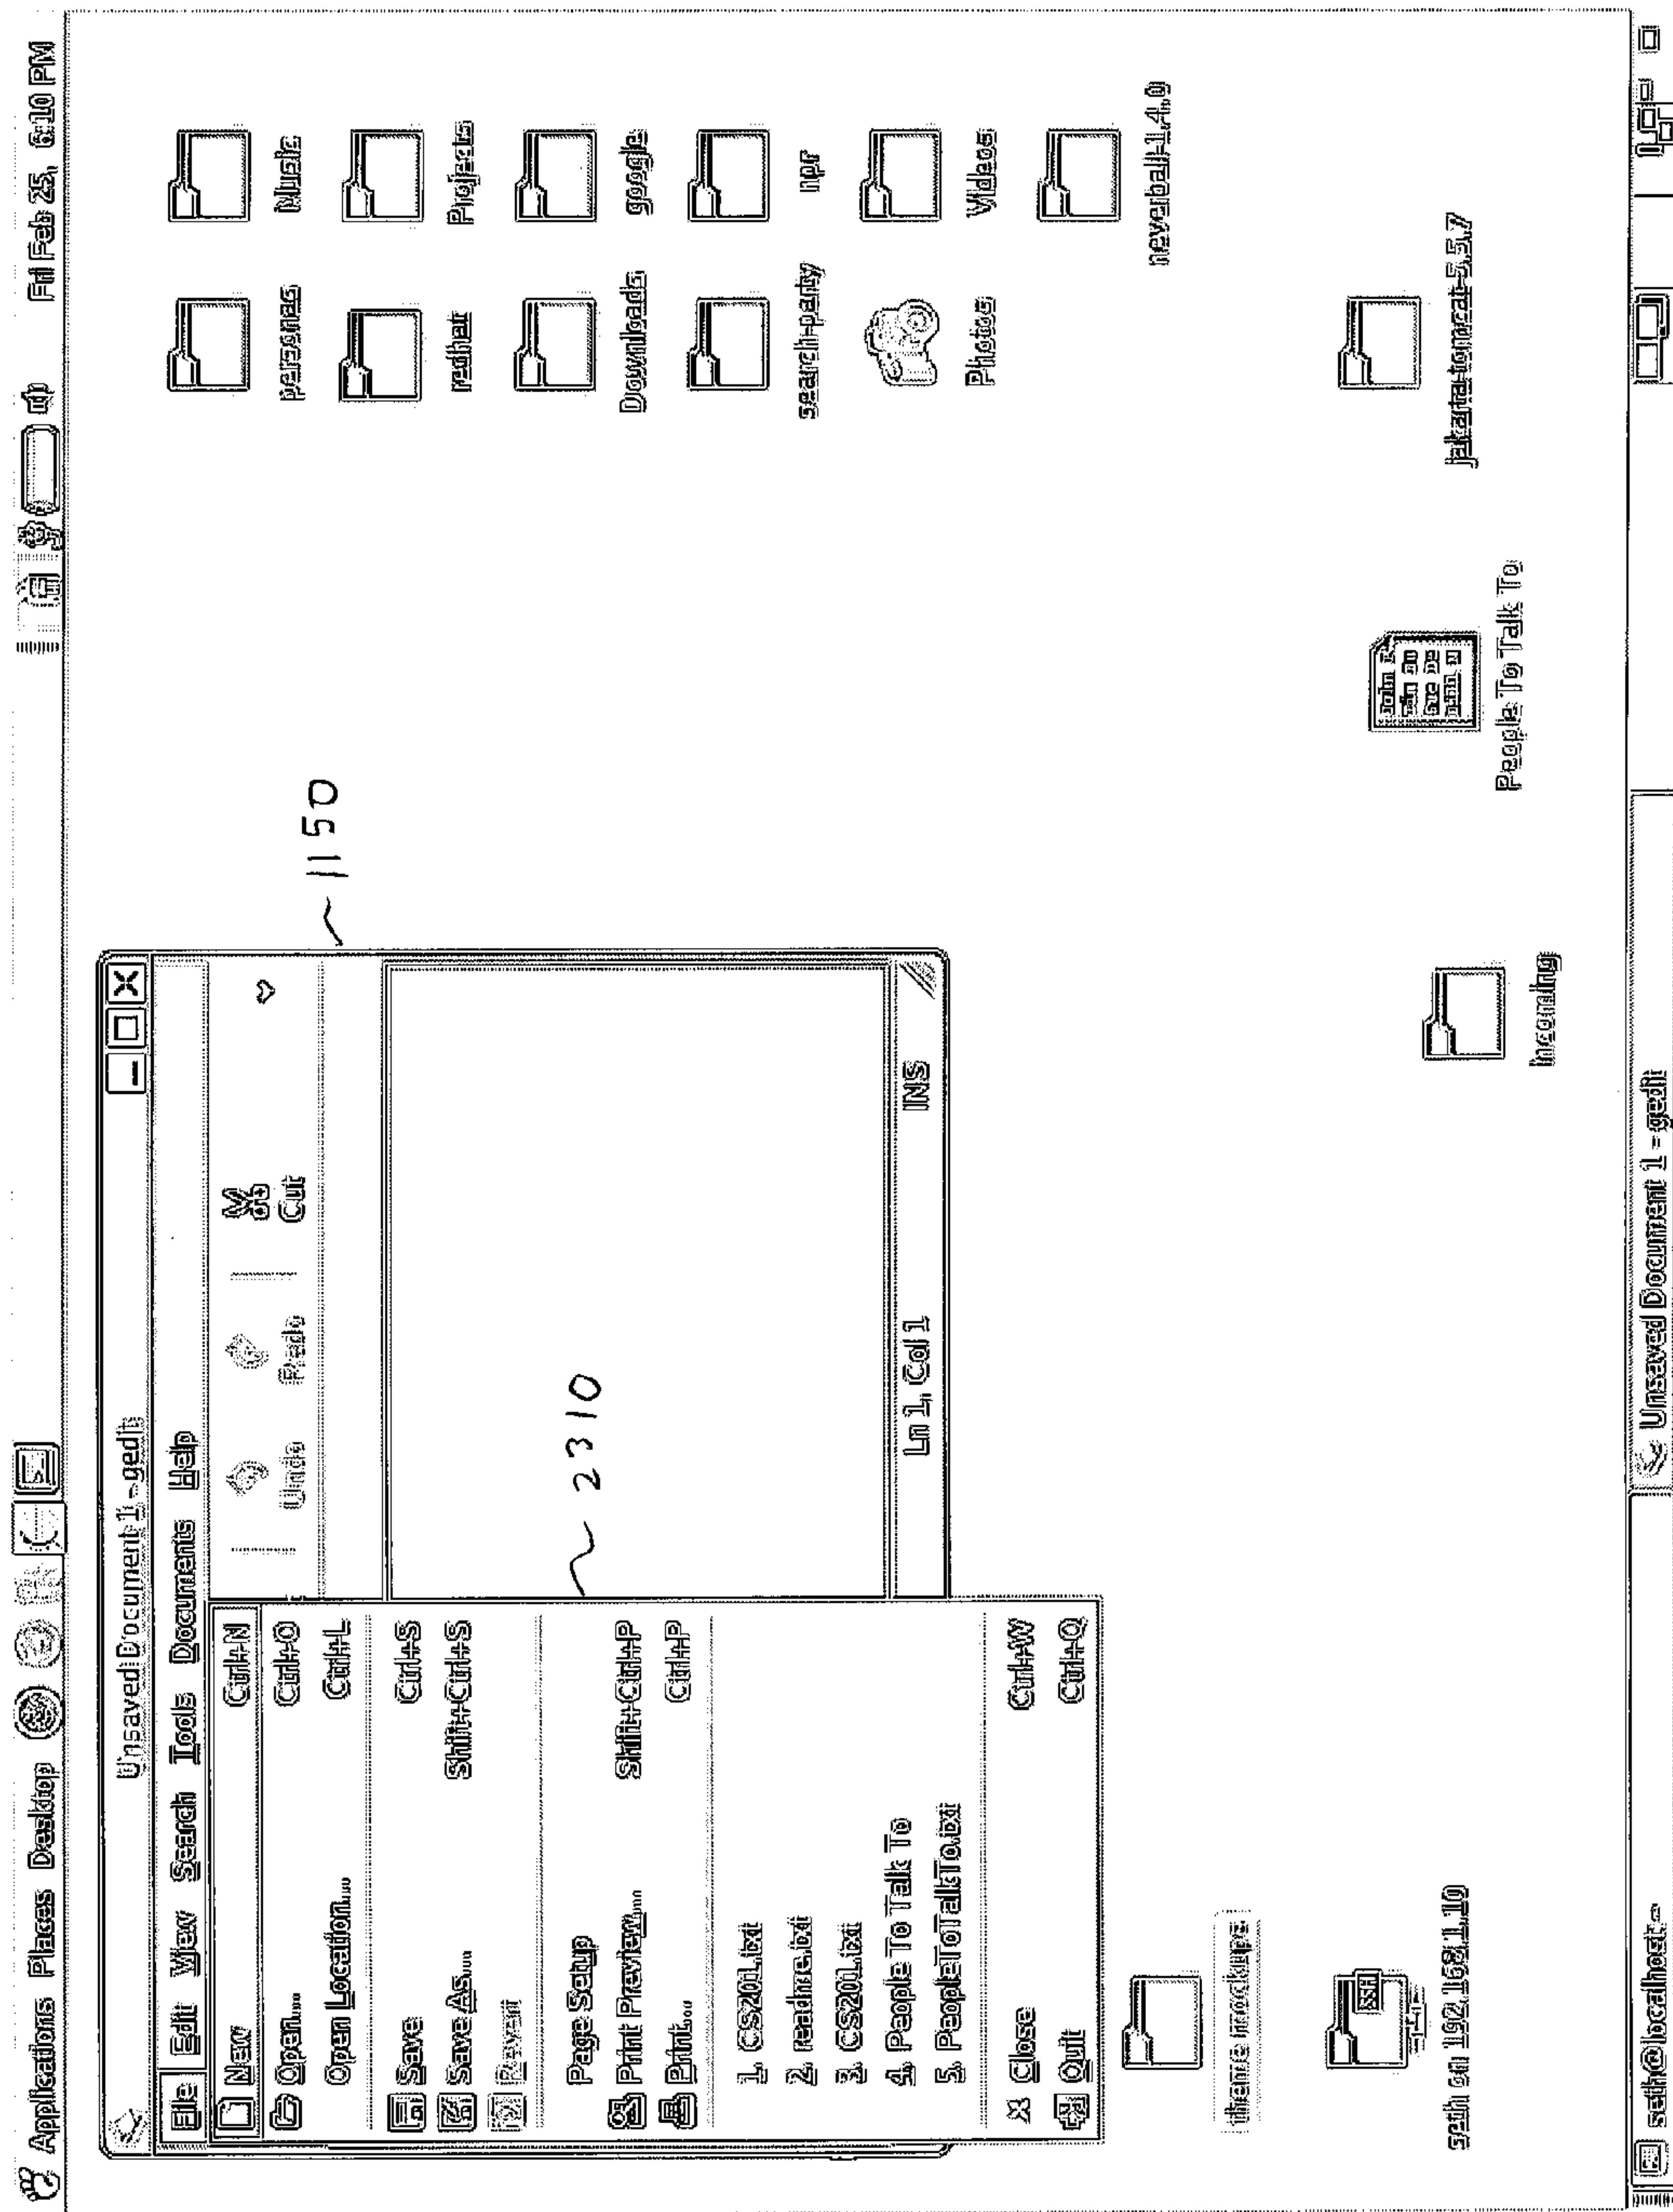 Applications Places Desktop
up
Fri Feb 25, 6:10 PM
Unsaved Document 1 - gedit
File Edit View Search Tools Documents Help
Undo Redo Cut
1150
New Ctrl+N
Open... Ctrl+O
Open Location... Ctrl+L
Save Ctrl+S
Save As... Shift+Ctrl+S
Revert
Page Setup
Print Preview... Shift+Ctrl+P
Print... Ctrl+P
1. CS201.txt
2. readme.txt
3. CS201.txt
4. People To Talk To
5. PeopleToTalkTo.txt
Close Ctrl+W
Quit Ctrl+Q
2310
Ln 1, Col 1 INS
personas Music
redhat Projects
Downloads google
search-party npr
Photos Videos
neverball-1.4.0
theme mockups
seth on 192.168.1.10
SSH
Incoming
People To Talk To
jakarta-tomcat-5.5.7
seth@localhost:~
Unsaved Document 1 - gedit